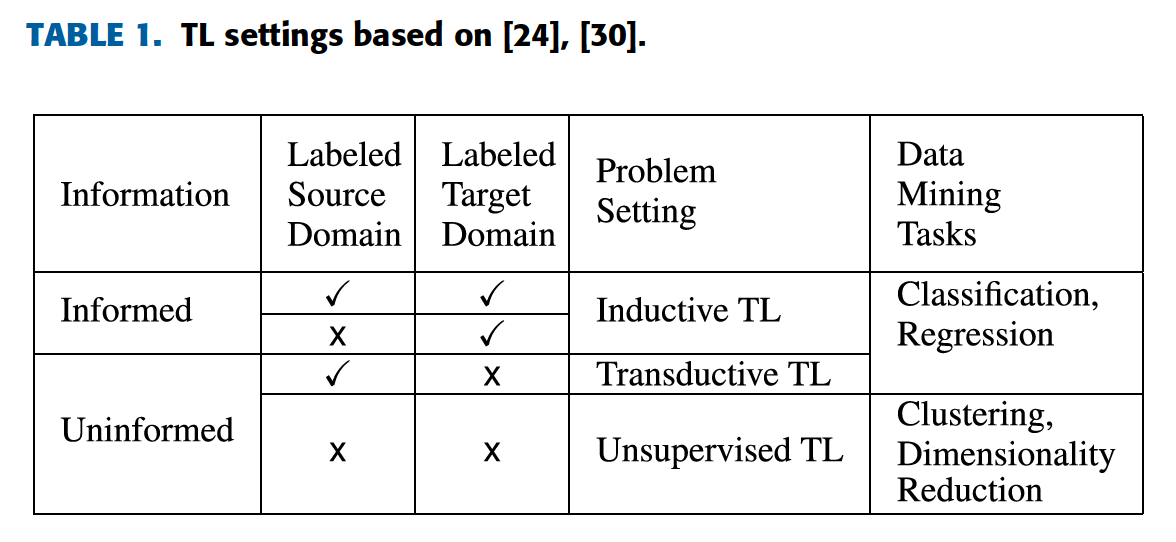 TABLE 1. TL settings based on [24], [30].
Information
Labeled
Source
Domain
Labeled
Target
Domain
Problem
Setting
Data
Mining
Tasks
Informed
✓
✓
Inductive TL
Classification,
Regression
x
✓
Uninformed
✓
x
Transductive TL
x
x
Unsupervised TL
Clustering,
Dimensionality
Reduction